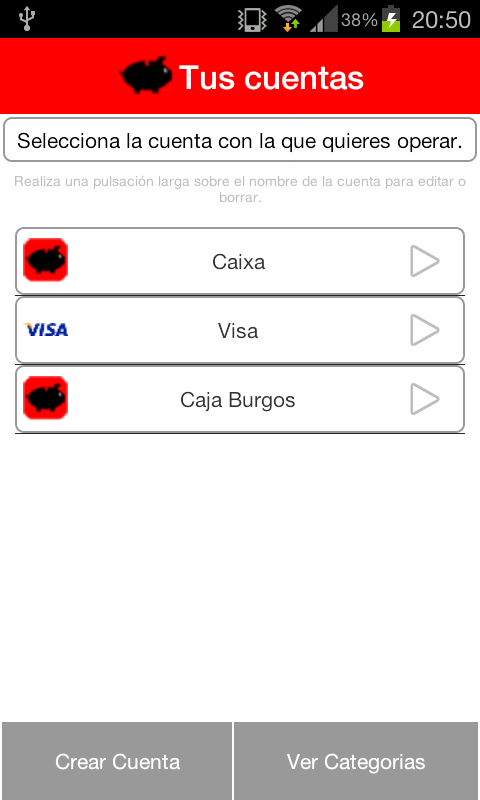 38% 20:50
Tus cuentas
Selecciona la cuenta con la que quieres operar.
Realiza una pulsación larga sobre el nombre de la cuenta para editar o
borrar.
Caixa
VISA Visa
Caja Burgos
Crear Cuenta Ver Categorias